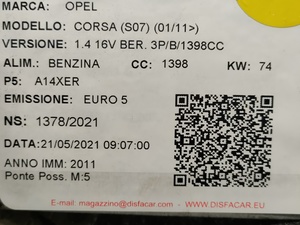 MARCA: OPEL
MODELLO: CORSA (S07) (01/11>)
VERSIONE: 1.4 16V BER. 3P/B/1398CC
ALIM.: BENZINA CC: 1398 KW: 74
P5: A14XER
EMISSIONE: EURO 5
NS: 1378/2021
DATA:21/05/2021 09:07:00
ANNO IMM: 2011
Ponte Poss. M:5
E-mail magazzino@disfacar.com www.DISFACAR.EU